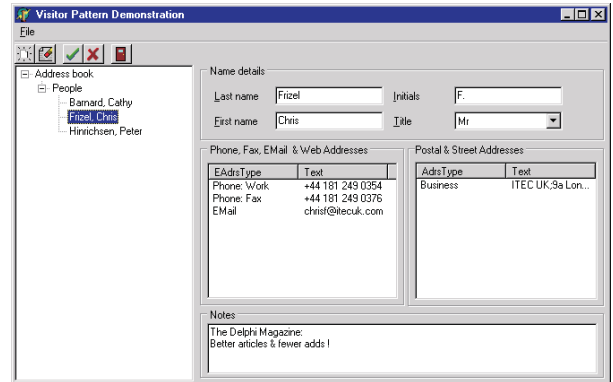 Visitor Pattern Demonstration
File
Address book
People
Barnard, Cathy
Frizel, Chris
Hinrichsen, Peter
Name details
Last name Frizel Initials F.
First name Chris Title Mr
Phone, Fax, EMail & Web Addresses
EAdrsType Text
Phone: Work +44 181 249 0354
Phone: Fax +44 181 249 0376
EMail chrisf@itecuk.com
Postal & Street Addresses
AdrsType Text
Business ITEC UK;9a Lon...
Notes
The Delphi Magazine:
Better articles & fewer adds !